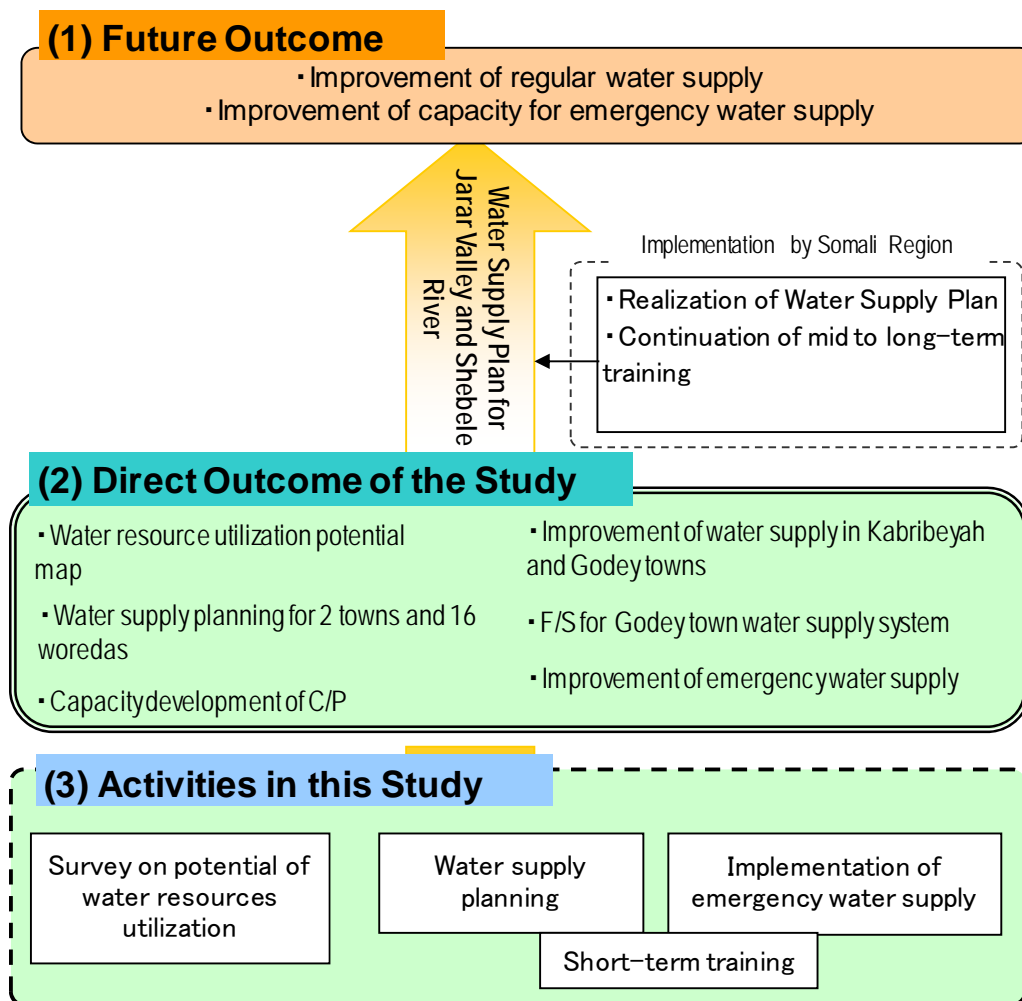 (1) Future Outcome
・Improvement of regular water supply
・Improvement of capacity for emergency water supply
Water Supply Plan for
Jarar Valley and Shebele
River
Implementation by Somali Region
・Realization of Water Supply Plan
・Continuation of mid to long-term
training
(2) Direct Outcome of the Study
・Water resource utilization potential
map
・Water supply planning for 2 towns and 16
woredas
・Capacity development of C/P
・Improvement of water supply in Kabribeyah
and Godey towns
・F/S for Godey town water supply system
・Improvement of emergency water supply
(3) Activities in this Study
Survey on potential of
water resources
utilization
Water supply
planning
Implementation of
emergency water supply
Short-term training